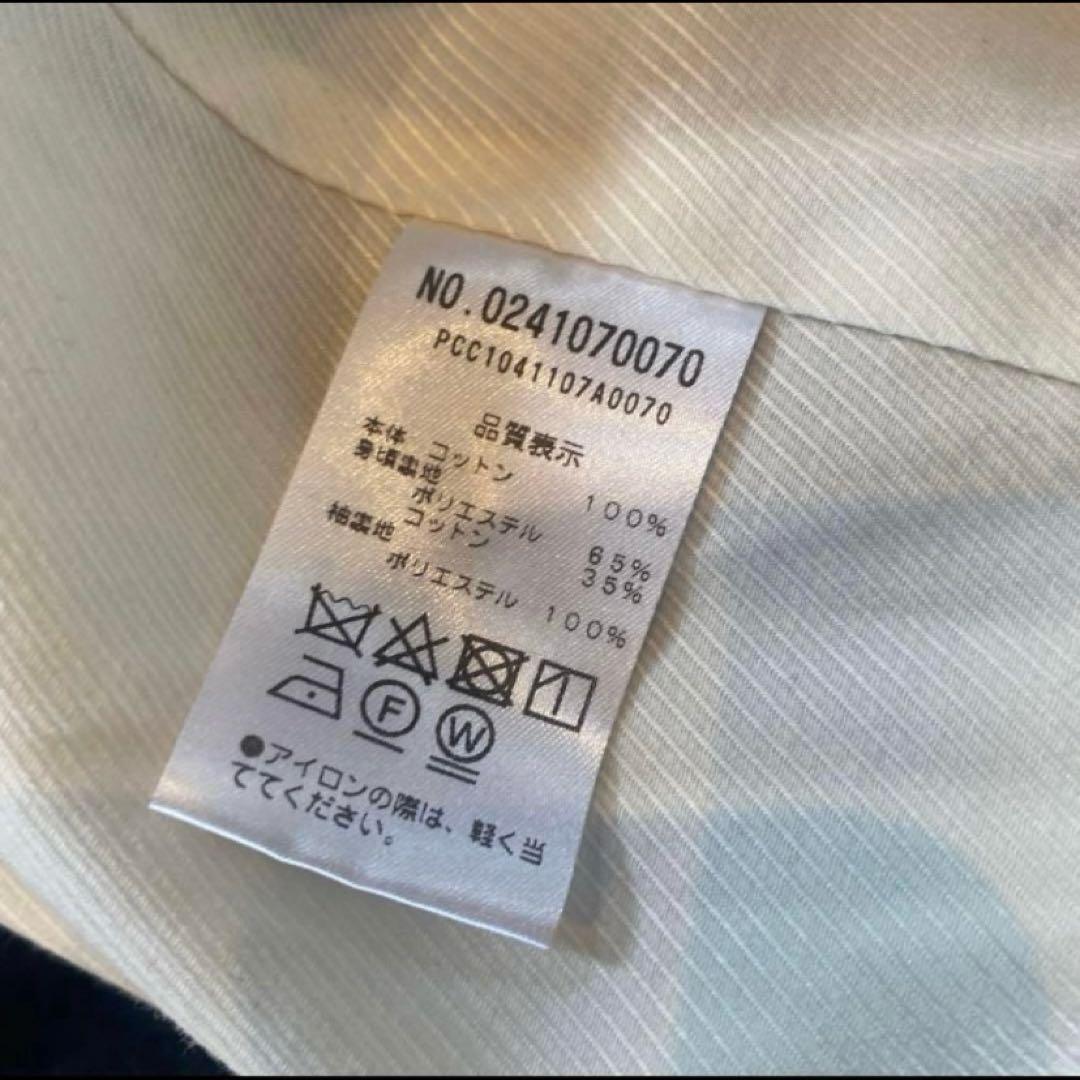 NO.0241070070
PCC1041107A0070
品質表示
本体 コットン 100%
身頃裏地
ポリエステル 65%
コットン 35%
袖裏地
ポリエステル 100%
F W
●アイロンの際は、軽く当
ててください。